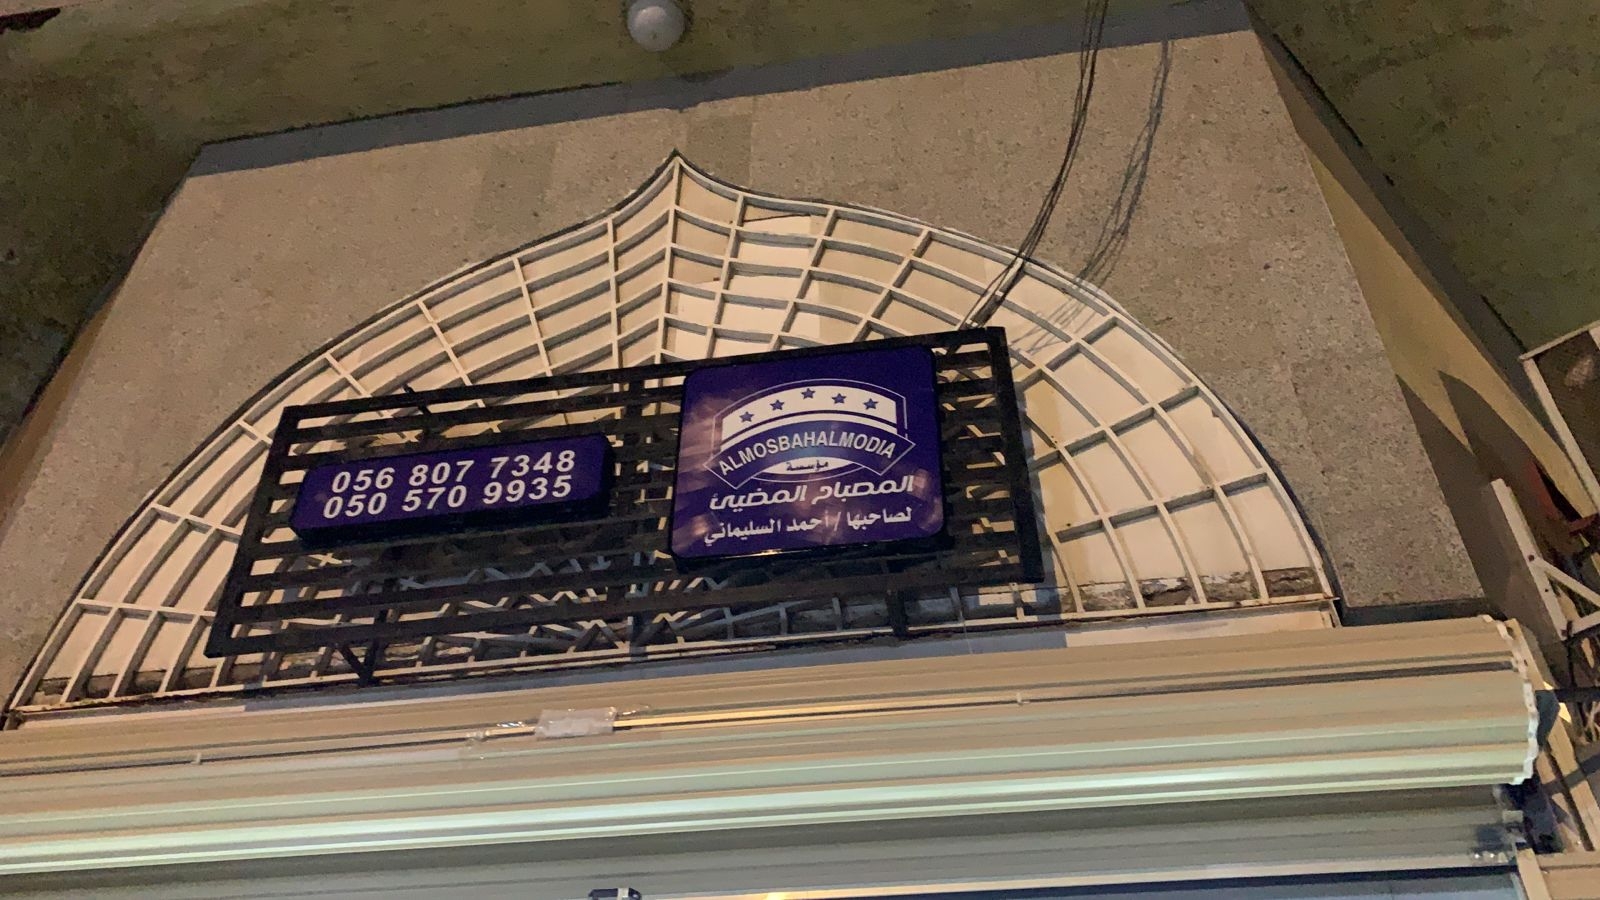 ALMOSBAHALMODIA
مؤسسة
المصباح المضيئ
لصاحبها / أحمد السليماني
056 807 7348
050 570 9935